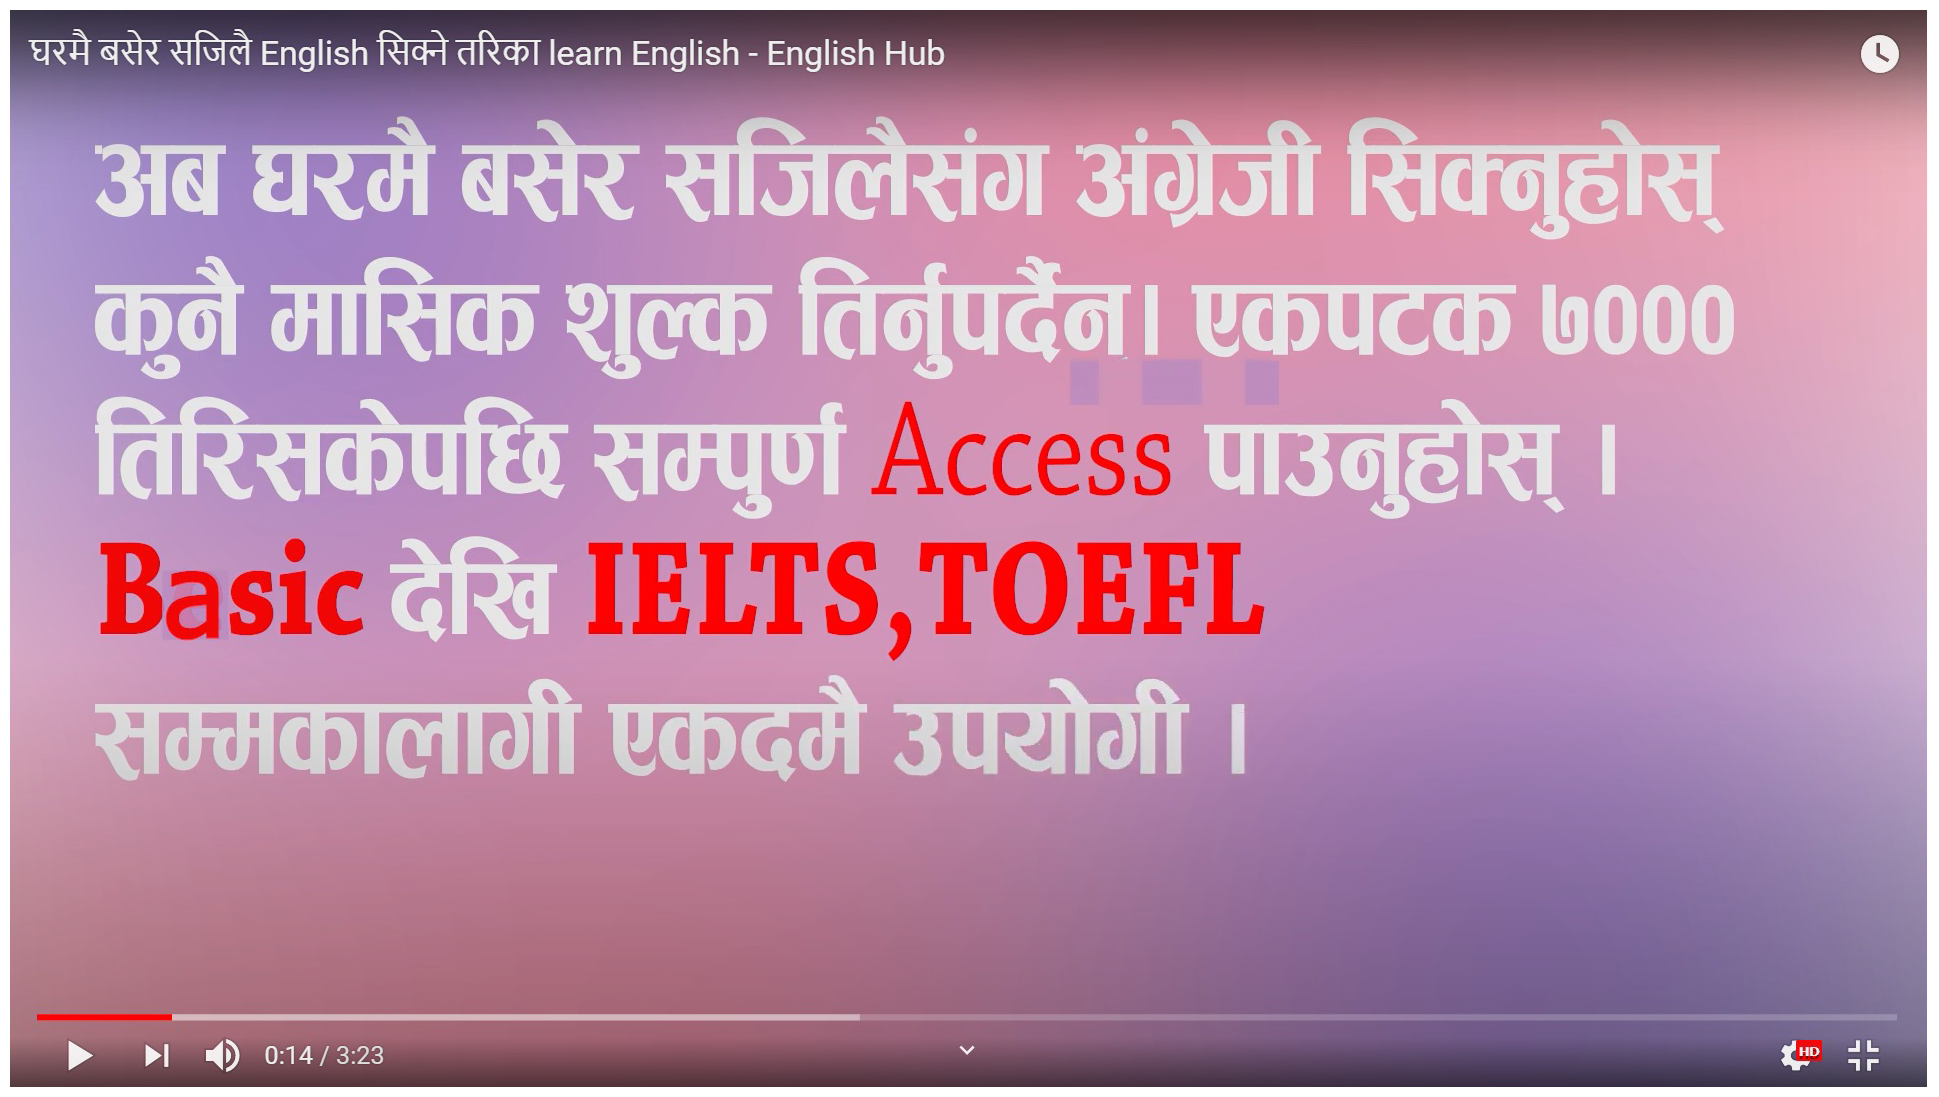 घरमै बसेर सजिलै English सिक्ने तरिका learn English - English Hub
अब घरमै बसेर सजिलैसंग अंग्रेजी सिक्नुहोस्
कुनै मासिक शुल्क तिर्नुपर्दैन। एकपटक ७०००
तिरिसकेपछि सम्पुर्ण Access पाउनुहोस् ।
Basic देखि IELTS,TOEFL
सम्मकालागी एकदमै उपयोगी ।
0:14 / 3:23
HD